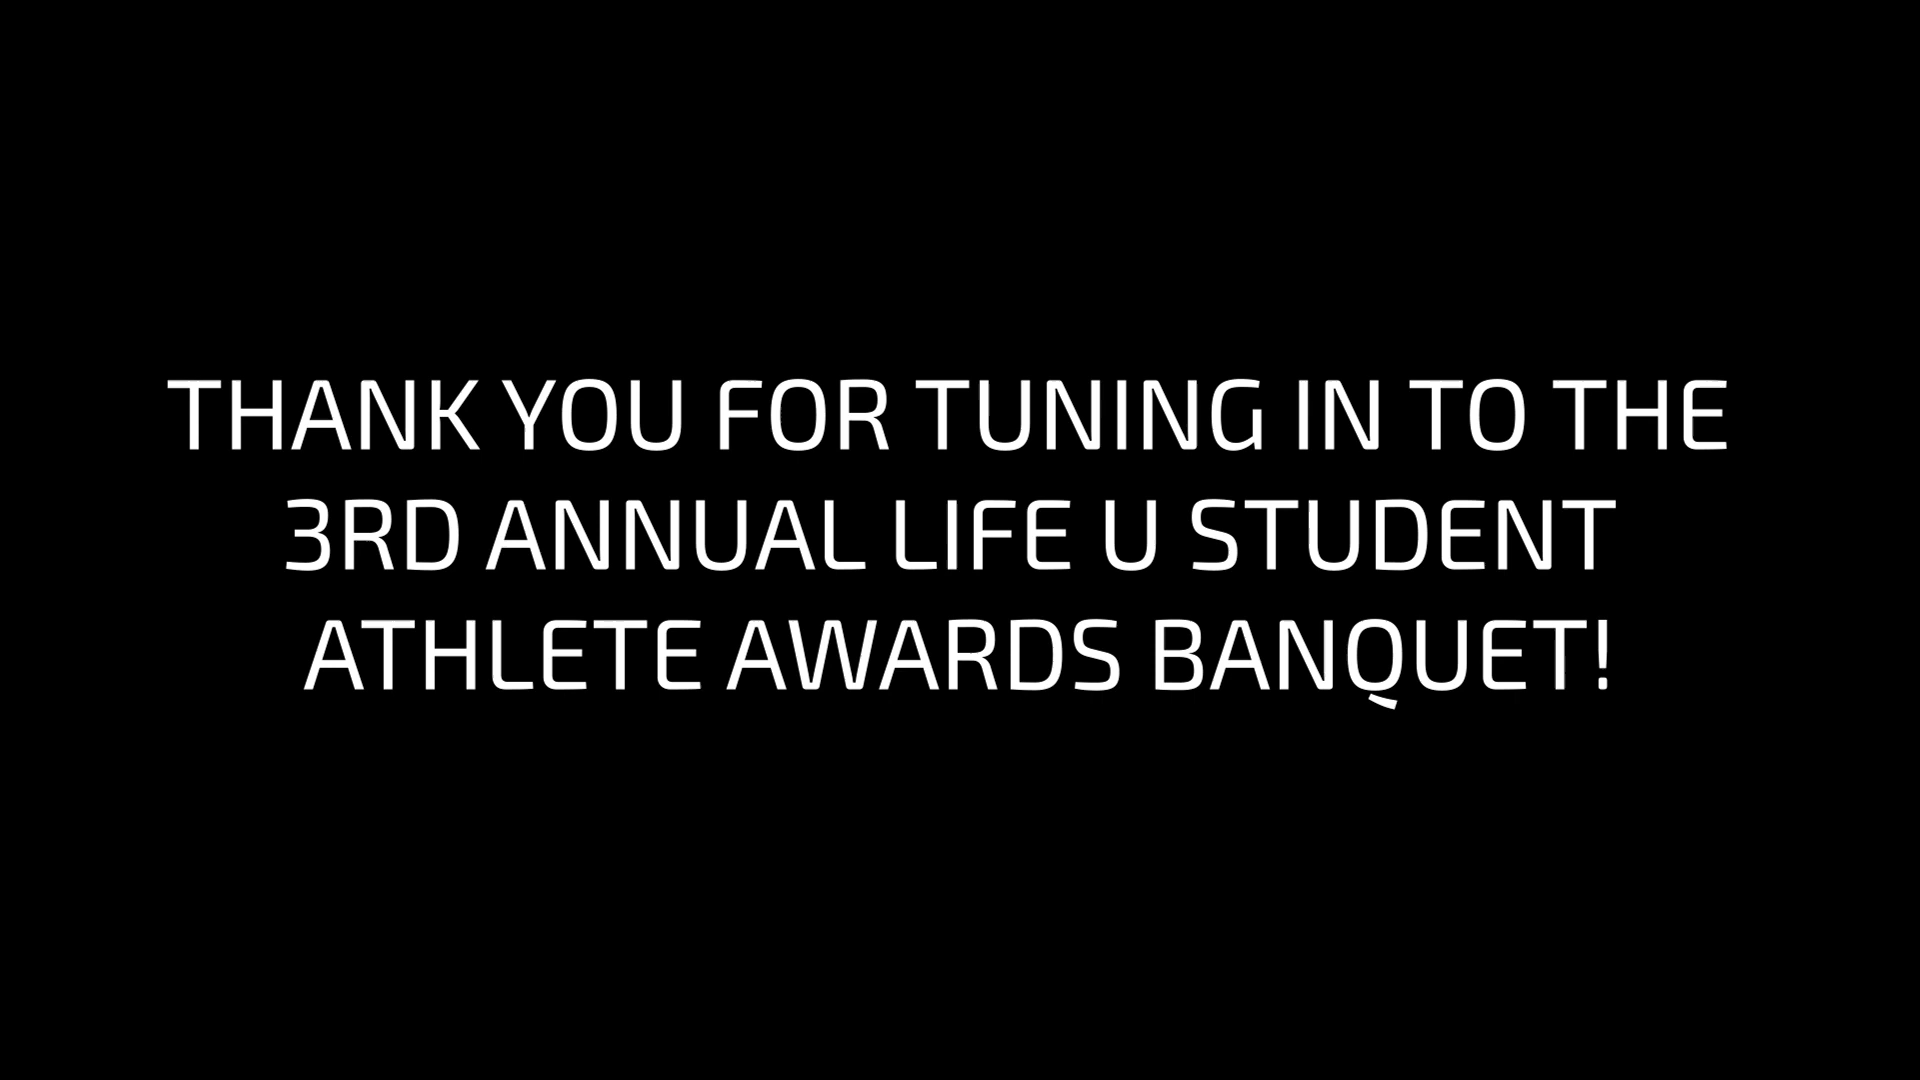 THANK YOU FOR TUNING IN TO THE
3RD ANNUAL LIFE U STUDENT
ATHLETE AWARDS BANQUET!